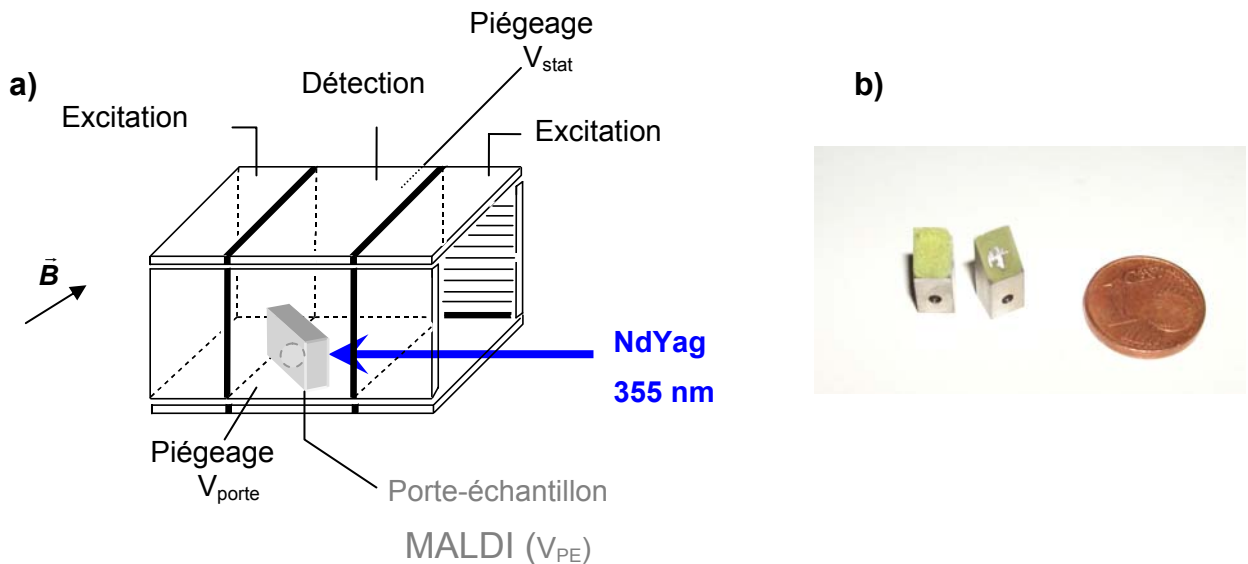 a)
Piégeage
V_stat
Détection
Excitation
Excitation
B
NdYag
355 nm
Piégeage
V_porte
Porte-échantillon
MALDI (V_PE)
b)